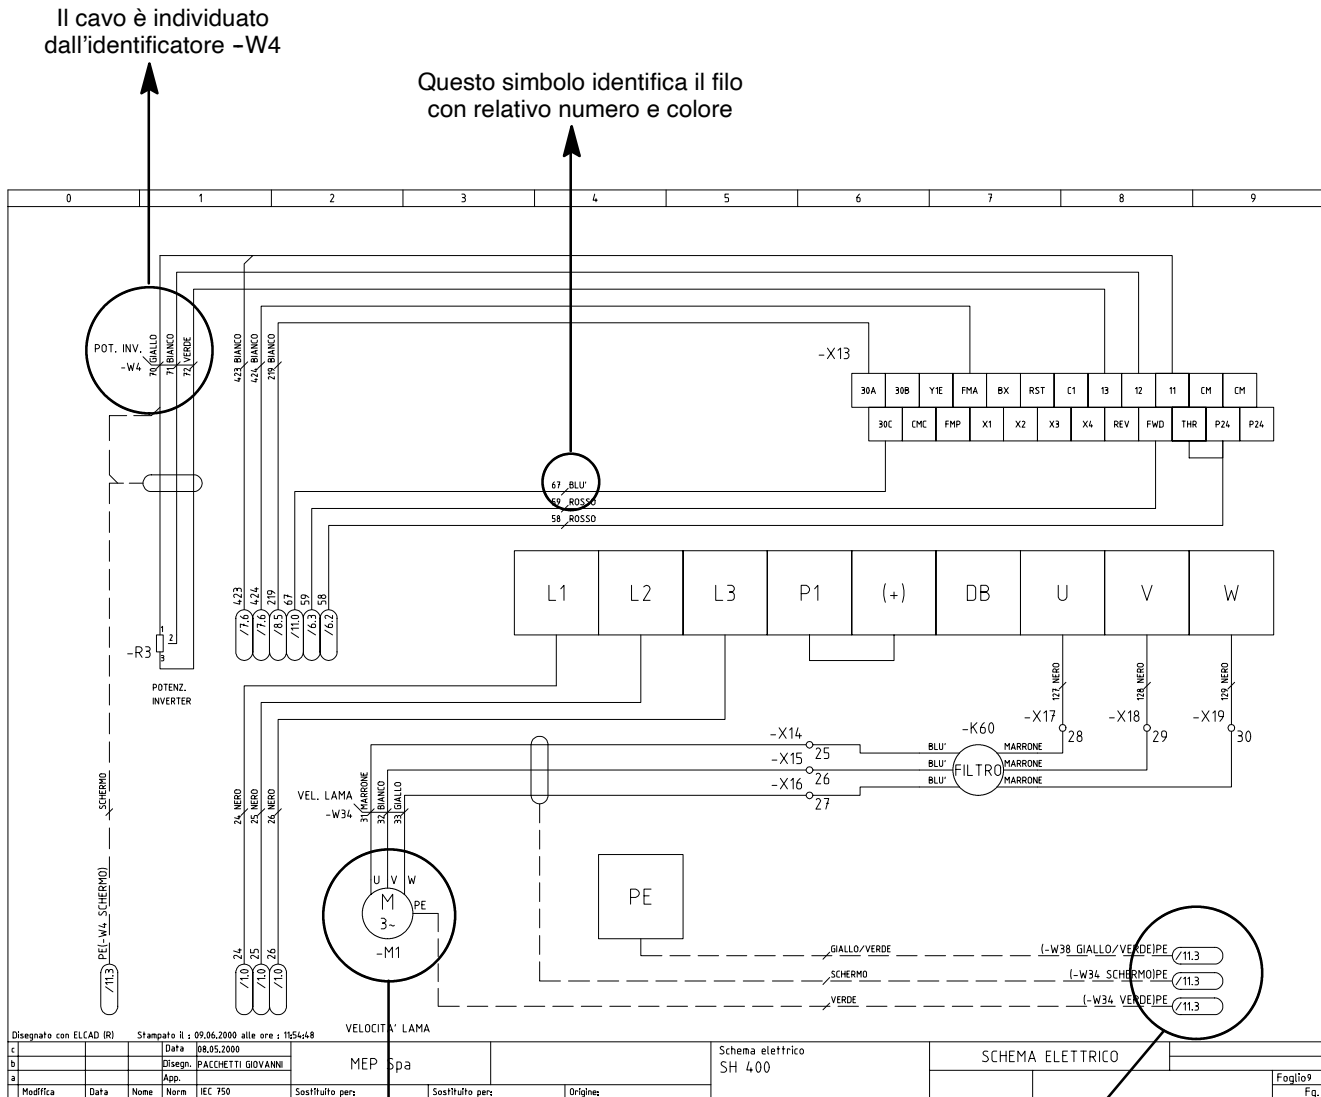 Il cavo è individuato
dall'identificatore -W4
Questo simbolo identifica il filo
con relativo numero e colore
0 1 2 3 4 5 6 7 8 9
POT. INV.
-W4
70 GIALLO
71 BIANCO
72 VERDE
423 BIANCO
424 BIANCO
219 BIANCO
-X13
30A 30B Y1E FMA BX RST C1 13 12 11 CM CM
30C CMC FMP X1 X2 X3 X4 REV FWD THR P24 P24
67 BLU'
59 ROSSO
58 ROSSO
423 424 219 67 59 58
/7.6 /7.6 /8.5 /11.0 /6.3 /6.2
L1 L2 L3 P1 (+) DB U V W
1
2
3
-R3
POTENZ.
INVERTER
127 NERO
128 NERO
129 NERO
-X17 28
-X18 29
-X19 30
-X14 25
-X15 26
-X16 27
-K60
FILTRO
BLU' MARRONE
BLU' MARRONE
BLU' MARRONE
SCHERMO
24 NERO
25 NERO
26 NERO
VEL. LAMA
-W34
31 MARRONE
32 BIANCO
33 GIALLO
U V W
M
3~
PE
-M1
PE
PE(-W4 SCHERMO)
/11.3
24 25 26
/1.0 /1.0 /1.0
GIALLO/VERDE (-W38 GIALLO/VERDE)PE /11.3
SCHERMO (-W34 SCHERMO)PE /11.3
VERDE (-W34 VERDE)PE /11.3
VELOCITA' LAMA
Disegnato con ELCAD (R) Stampato il : 09.06.2000 alle ore : 11:54:48
c Data 08.05.2000
b Disegn. PACCHETTI GIOVANNI
a App.
Modifica Data Nome Norm IEC 750
MEP Spa
Sostituito per: Sostituito per: Origine:
Schema elettrico
SH 400
SCHEMA ELETTRICO
Foglio9
Fg.